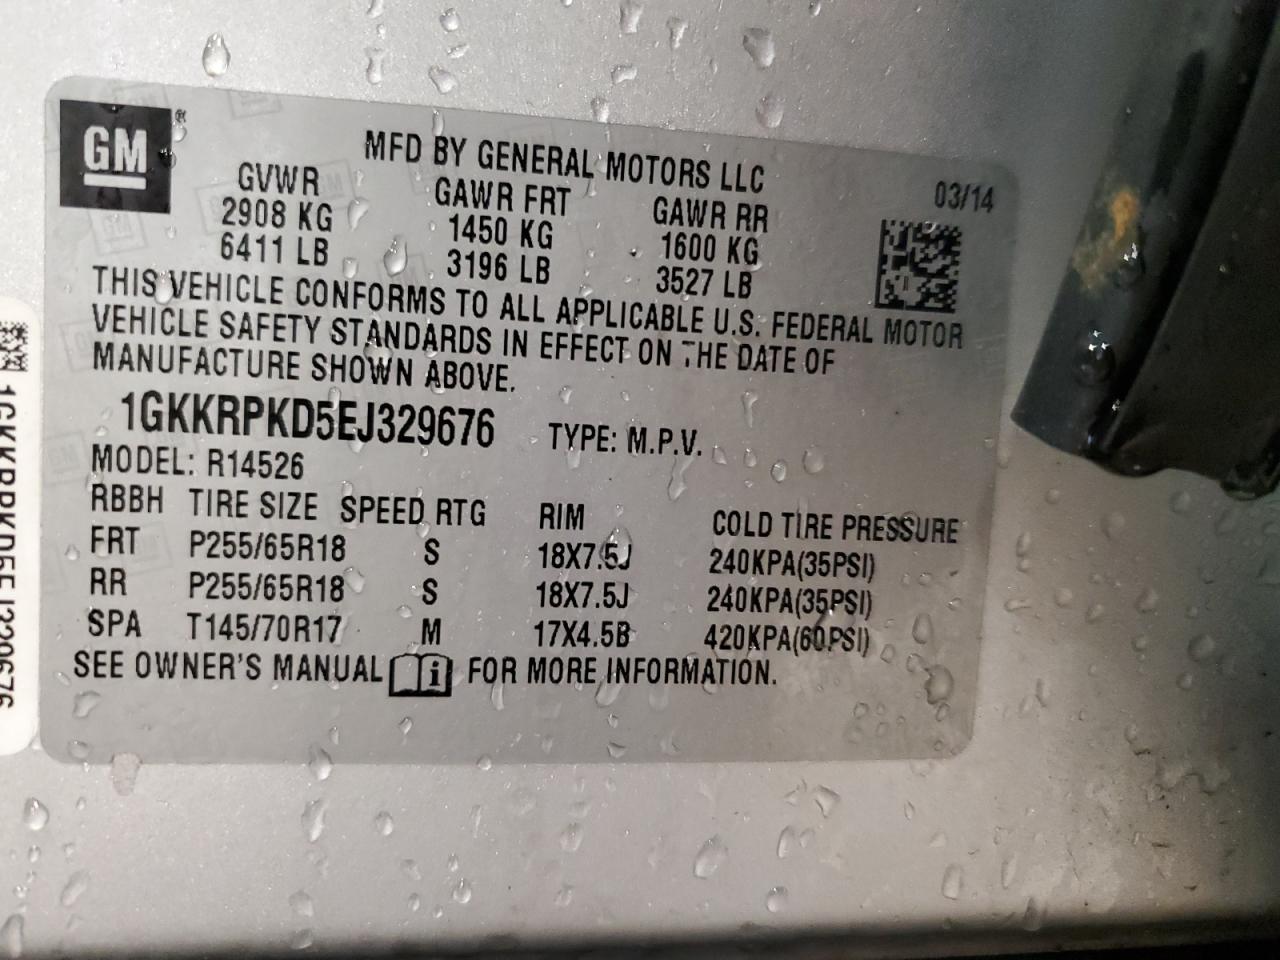 GM®
MFD BY GENERAL MOTORS LLC
03/14
GVWR GAWR FRT GAWR RR
2908 KG 1450 KG 1600 KG
6411 LB 3196 LB 3527 LB
THIS VEHICLE CONFORMS TO ALL APPLICABLE U.S. FEDERAL MOTOR
VEHICLE SAFETY STANDARDS IN EFFECT ON THE DATE OF
MANUFACTURE SHOWN ABOVE.
1GKKRPKD5EJ329676 TYPE: M.P.V.
MODEL: R14526
RBBH TIRE SIZE SPEED RTG RIM COLD TIRE PRESSURE
FRT P255/65R18 S 18X7.5J 240KPA(35PSI)
RR P255/65R18 S 18X7.5J 240KPA(35PSI)
SPA T145/70R17 M 17X4.5B 420KPA(60PSI)
SEE OWNER'S MANUAL i FOR MORE INFORMATION.
1GKKRPKD5EJ329676